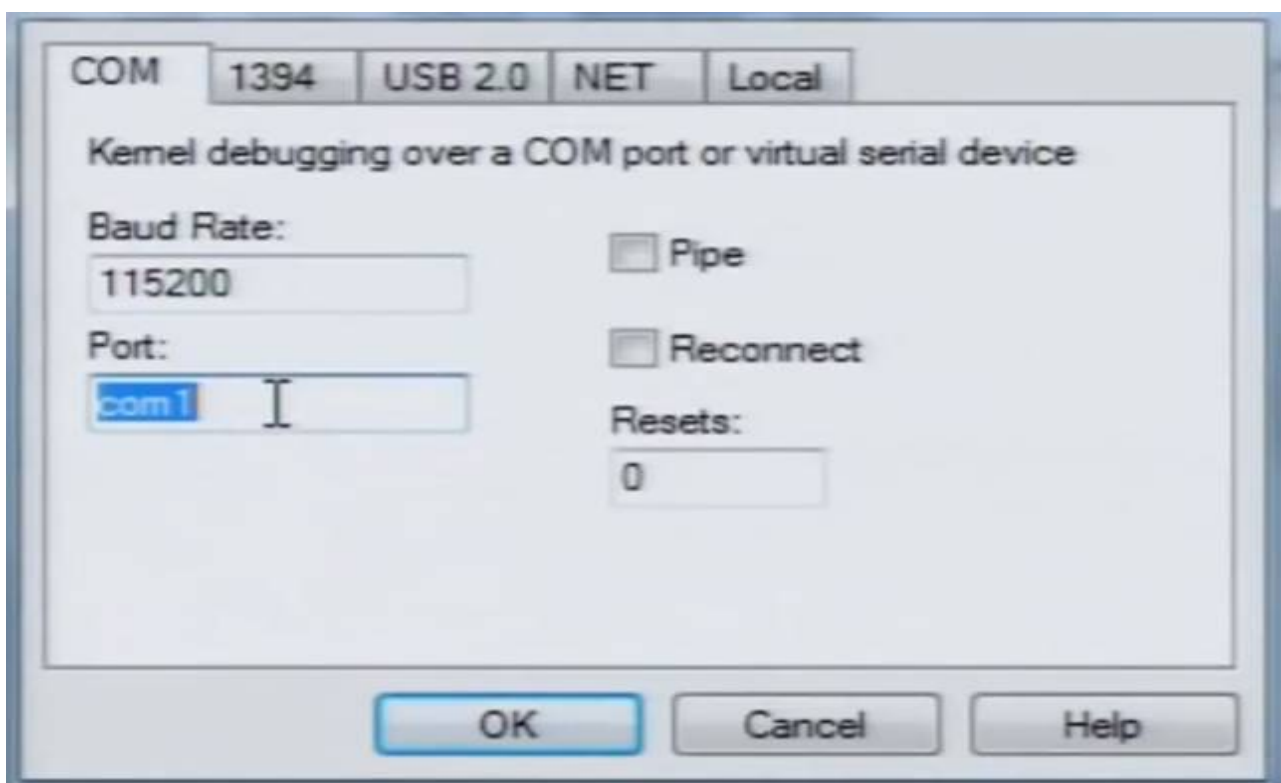 COM 1394 USB 2.0 NET Local
Kernel debugging over a COM port or virtual serial device
Baud Rate:
115200
Port:
com1
Pipe
Reconnect
Resets:
0
OK Cancel Help